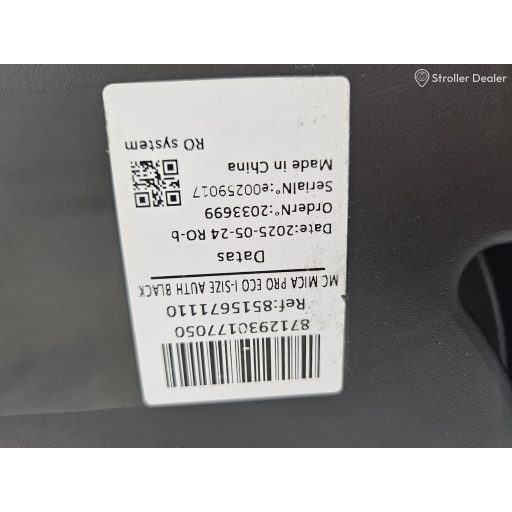 Stroller Dealer
8712930177050
Ref:8515671110
MC MICA PRO ECO I-SIZE AUTH BLACK
Datas
Date:2025-05-24 RO-b
OrderN°:2033699
SerialN°:e00259017
Made in China
RO system